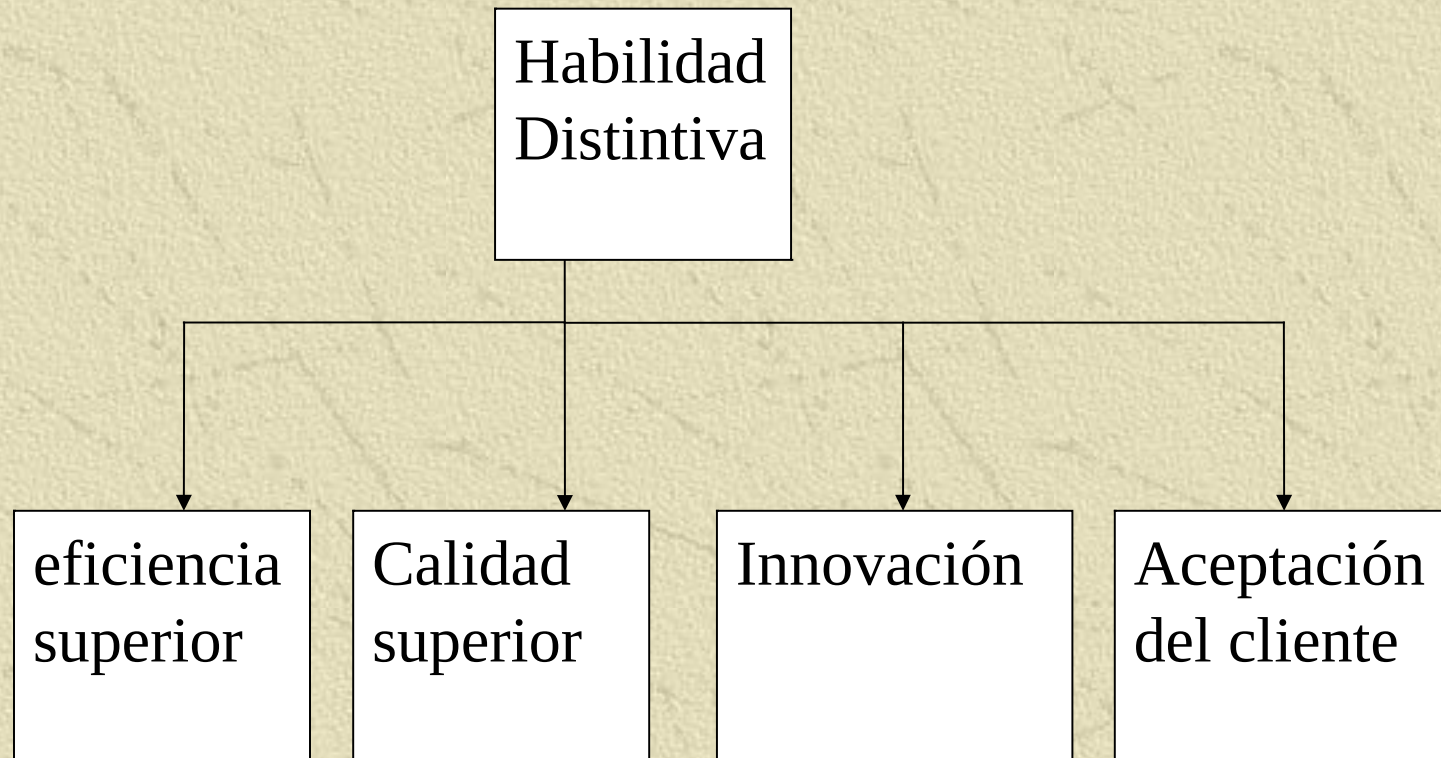 Habilidad
Distintiva
eficiencia
superior
Calidad
superior
Innovación
Aceptación
del cliente